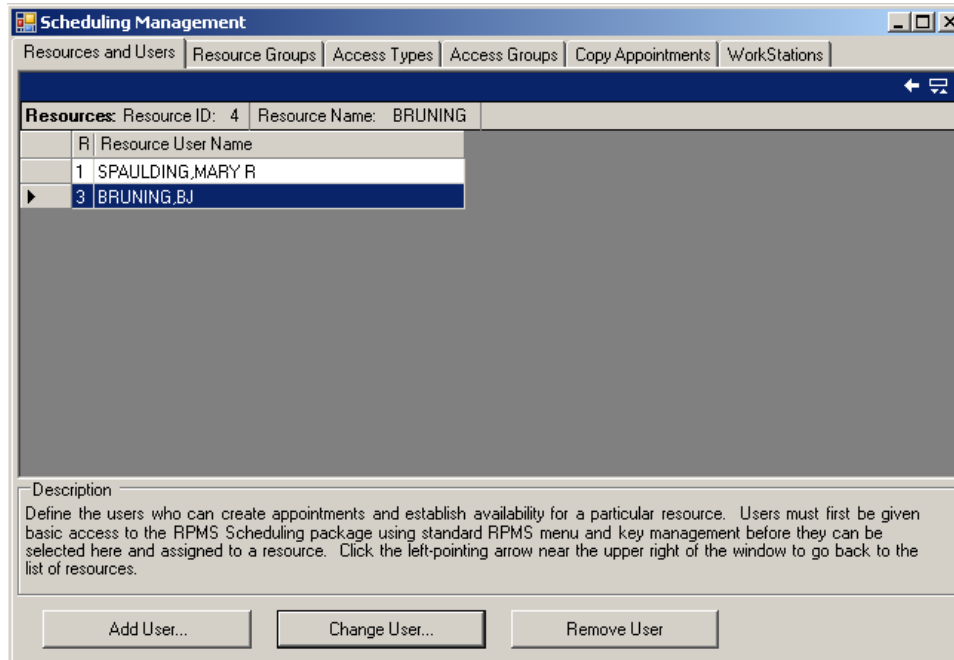 Scheduling Management
Resources and Users Resource Groups Access Types Access Groups Copy Appointments WorkStations
Resources: Resource ID: 4 Resource Name: BRUNING
R Resource User Name
1 SPAULDING,MARY R
3 BRUNING,BJ
Description
Define the users who can create appointments and establish availability for a particular resource. Users must first be given
basic access to the RPMS Scheduling package using standard RPMS menu and key management before they can be
selected here and assigned to a resource. Click the left-pointing arrow near the upper right of the window to go back to the
list of resources.
Add User... Change User... Remove User